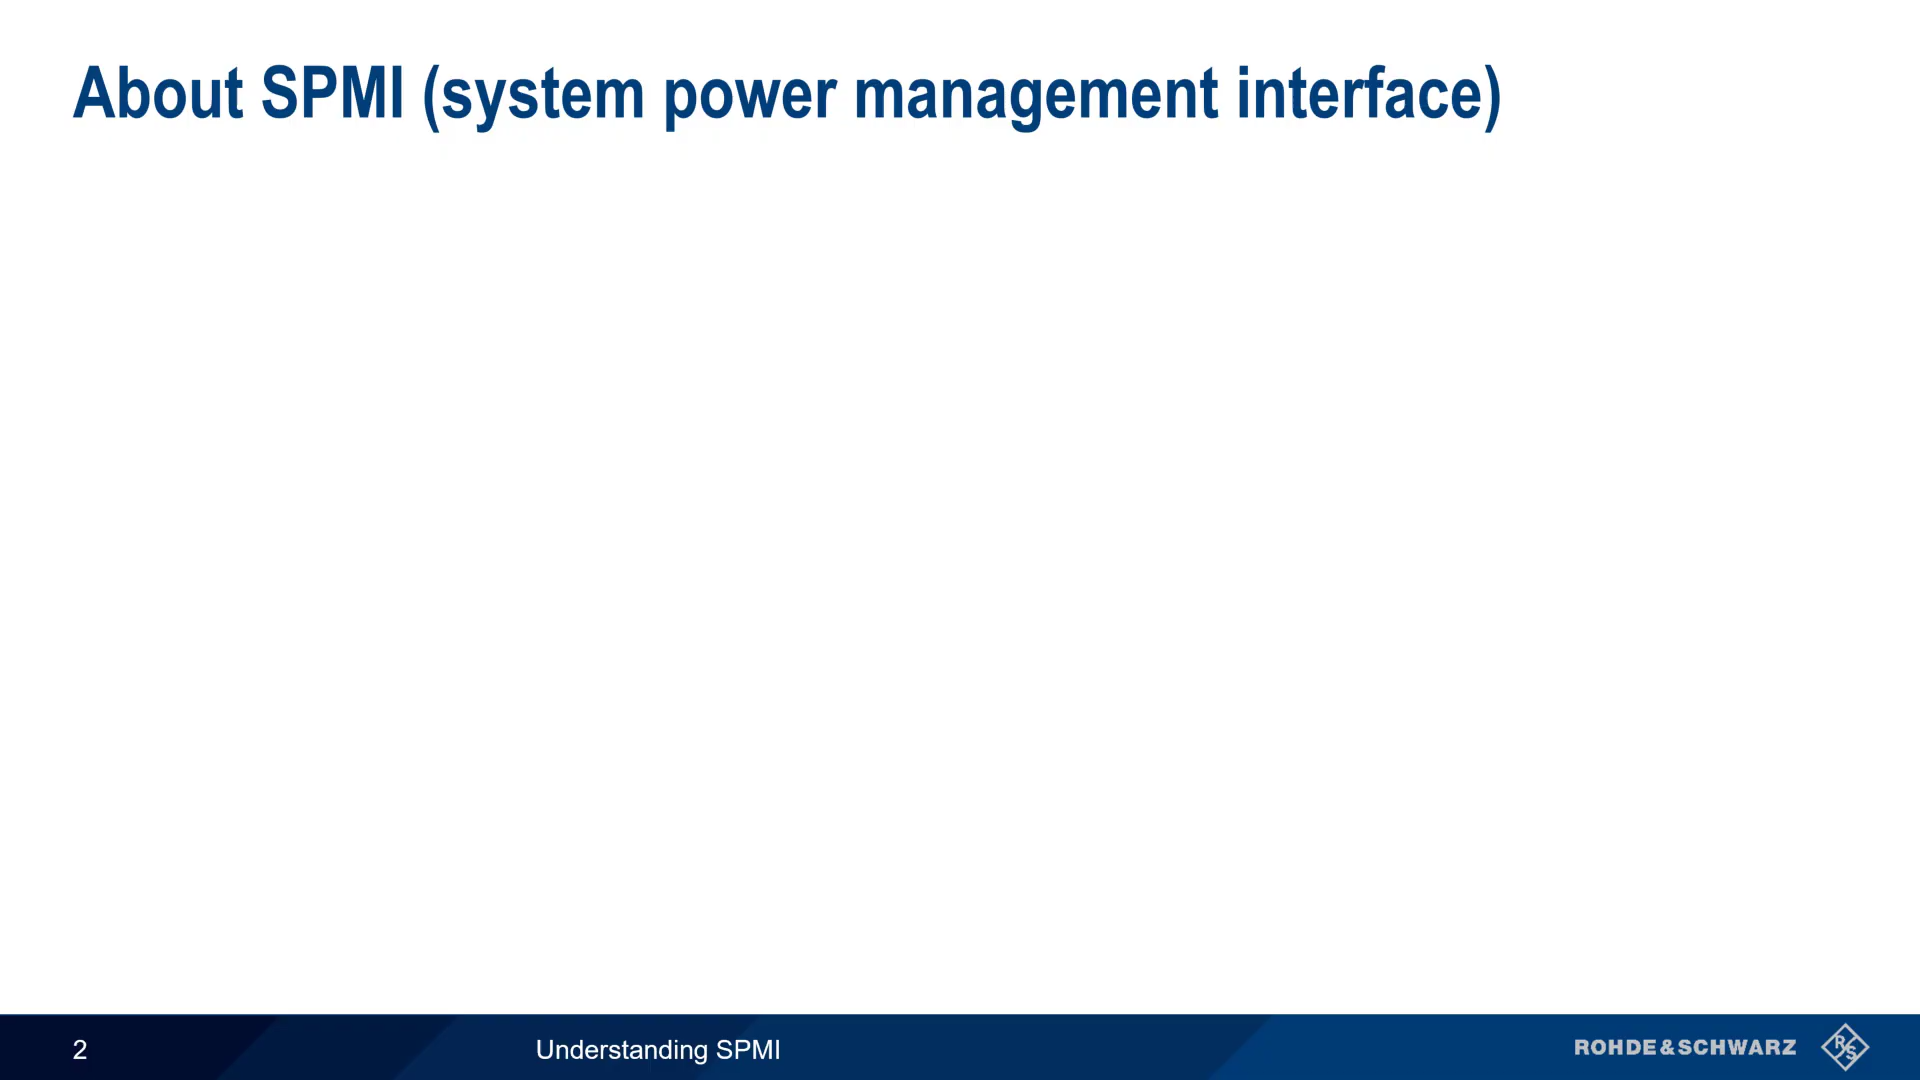 About SPMI (system power management interface)
2
Understanding SPMI
ROHDE&SCHWARZ
R
S